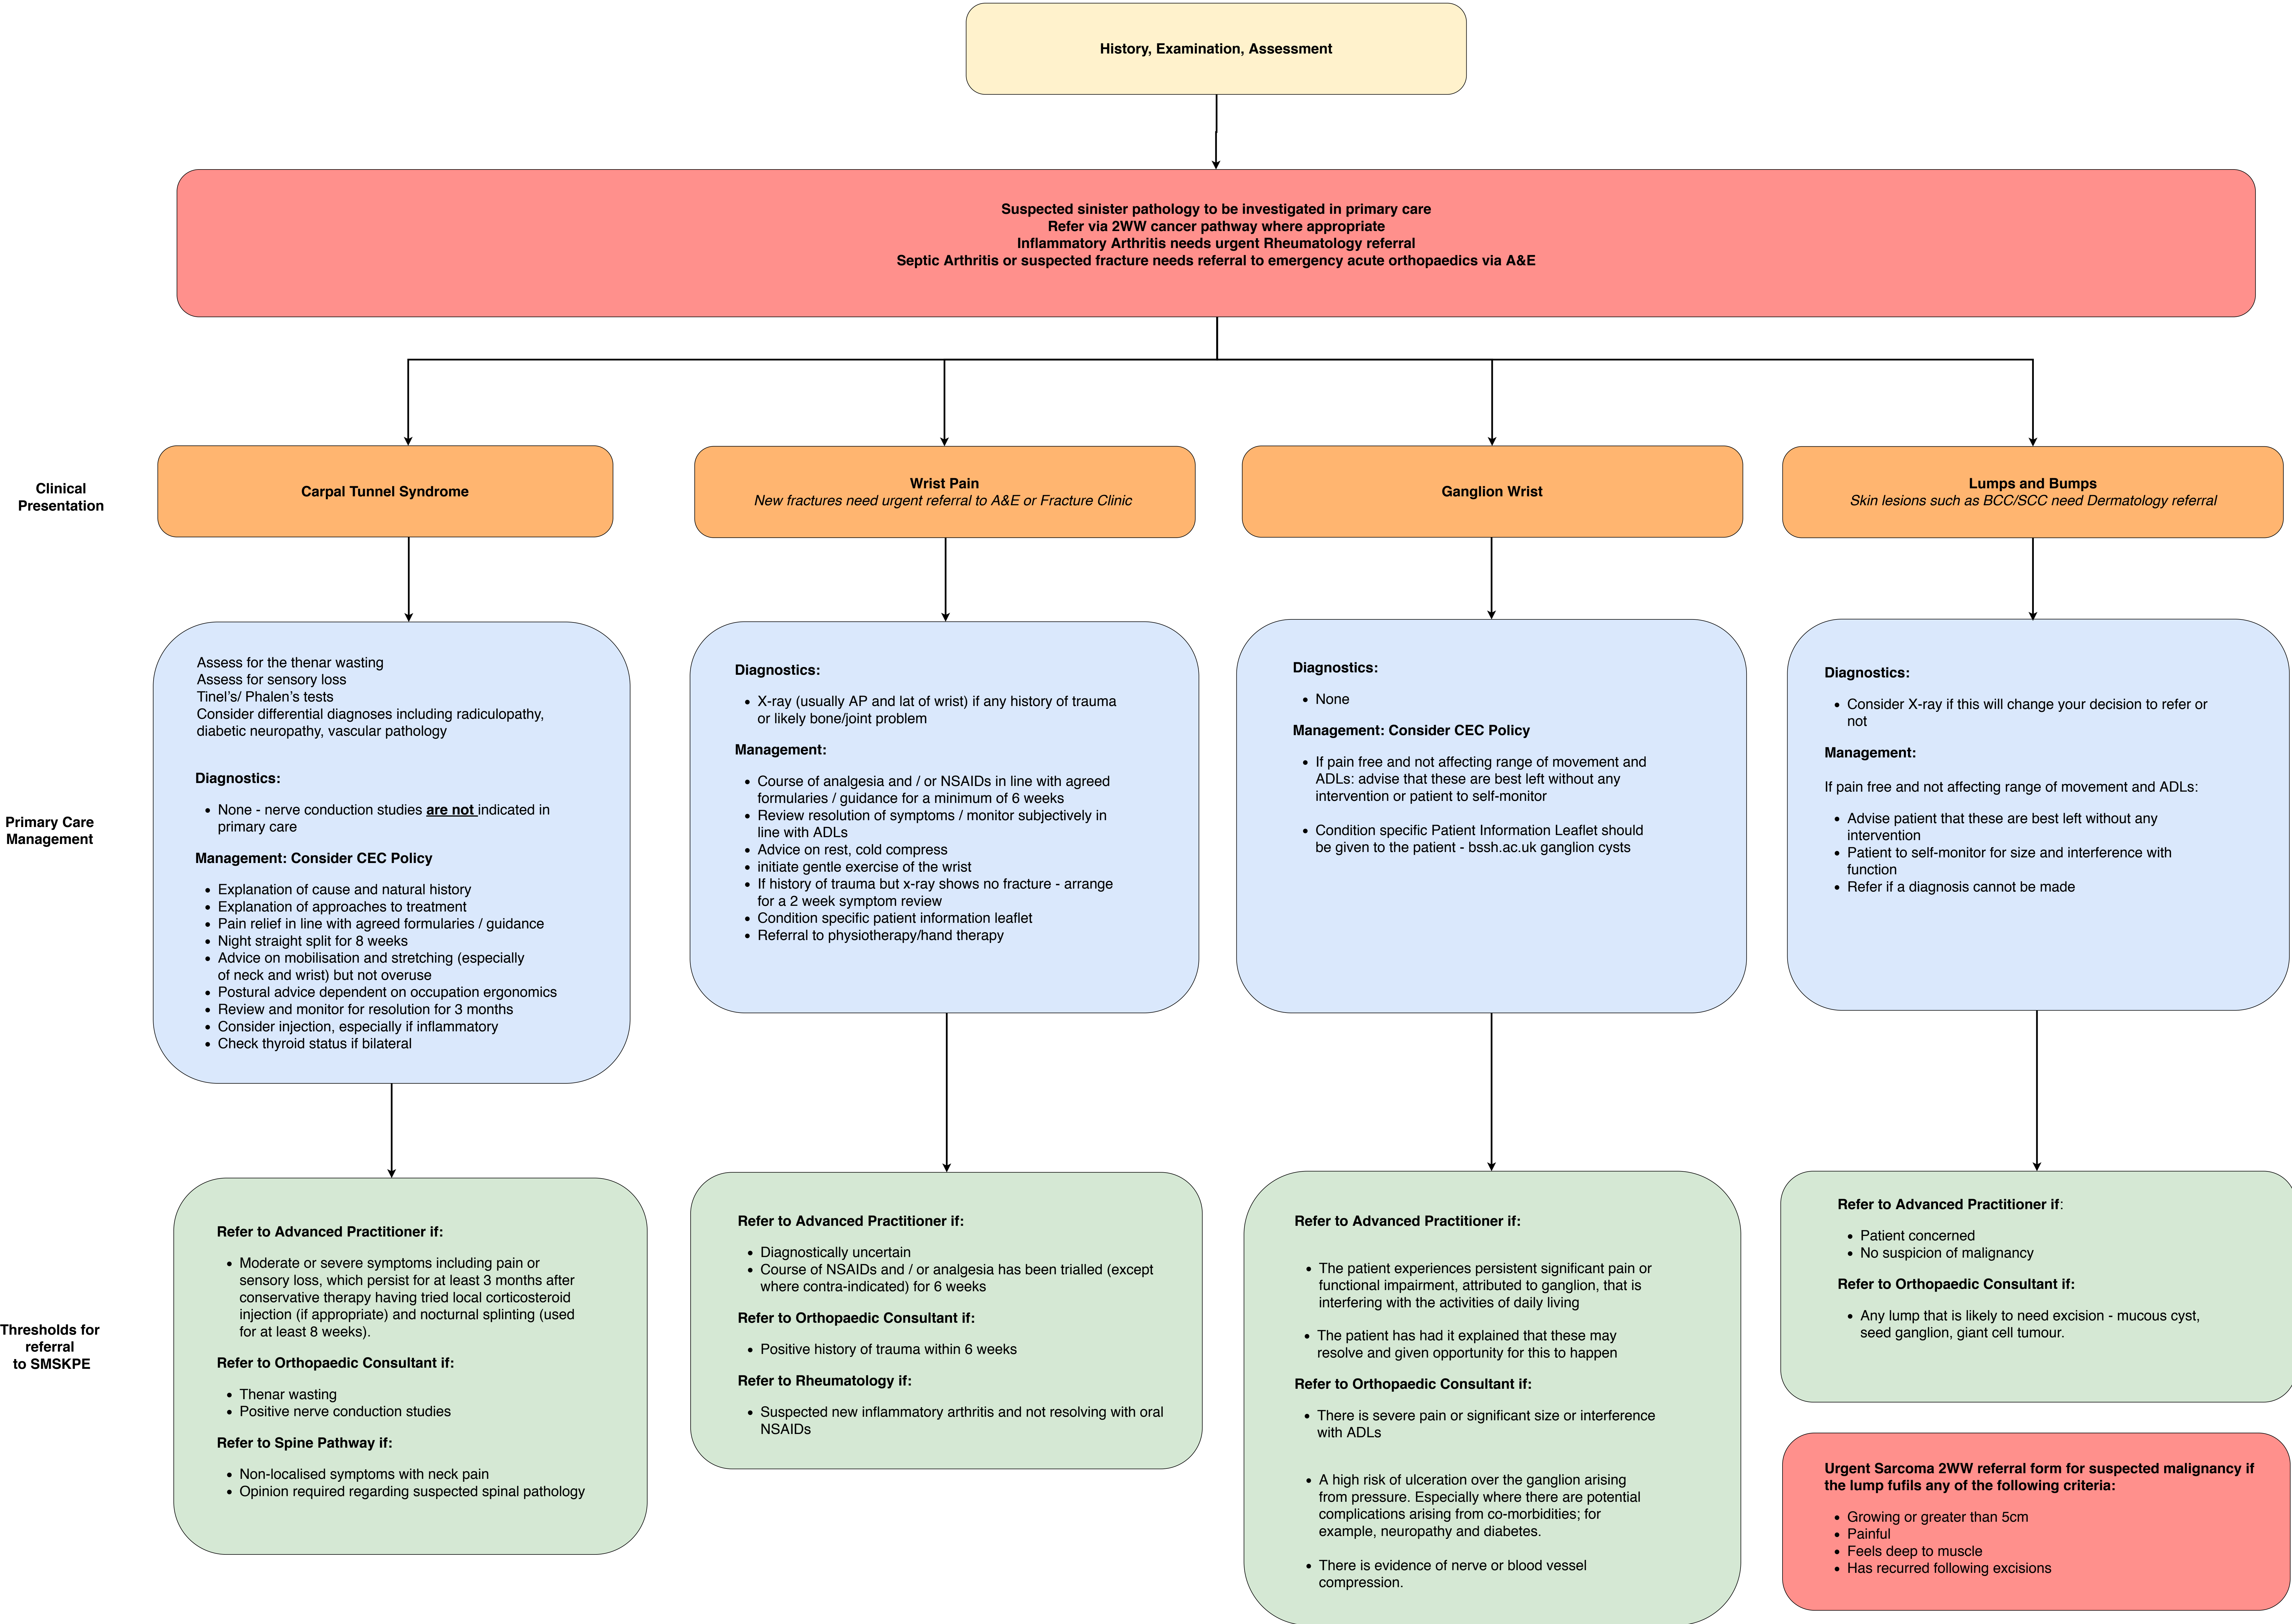 History, Examination, Assessment
Suspected sinister pathology to be investigated in primary care
Refer via 2WW cancer pathway where appropriate
Inflammatory Arthritis needs urgent Rheumatology referral
Septic Arthritis or suspected fracture needs referral to emergency acute orthopaedics via A&E
Clinical
Presentation
Carpal Tunnel Syndrome
Wrist Pain
New fractures need urgent referral to A&E or Fracture Clinic
Ganglion Wrist
Lumps and Bumps
Skin lesions such as BCC/SCC need Dermatology referral
Primary Care
Management
Assess for the thenar wasting
Assess for sensory loss
Tinel's/ Phalen's tests
Consider differential diagnoses including radiculopathy,
diabetic neuropathy, vascular pathology
Diagnostics:
• None - nerve conduction studies are not indicated in
primary care
Management: Consider CEC Policy
• Explanation of cause and natural history
• Explanation of approaches to treatment
• Pain relief in line with agreed formularies / guidance
• Night straight split for 8 weeks
• Advice on mobilisation and stretching (especially
of neck and wrist) but not overuse
• Postural advice dependent on occupation ergonomics
• Review and monitor for resolution for 3 months
• Consider injection, especially if inflammatory
• Check thyroid status if bilateral
Diagnostics:
• X-ray (usually AP and lat of wrist) if any history of trauma
or likely bone/joint problem
Management:
• Course of analgesia and / or NSAIDs in line with agreed
formularies / guidance for a minimum of 6 weeks
• Review resolution of symptoms / monitor subjectively in
line with ADLs
• Advice on rest, cold compress
• initiate gentle exercise of the wrist
• If history of trauma but x-ray shows no fracture - arrange
for a 2 week symptom review
• Condition specific patient information leaflet
• Referral to physiotherapy/hand therapy
Diagnostics:
• None
Management: Consider CEC Policy
• If pain free and not affecting range of movement and
ADLs: advise that these are best left without any
intervention or patient to self-monitor
• Condition specific Patient Information Leaflet should
be given to the patient - bssh.ac.uk ganglion cysts
Diagnostics:
• Consider X-ray if this will change your decision to refer or
not
Management:
If pain free and not affecting range of movement and ADLs:
• Advise patient that these are best left without any
intervention
• Patient to self-monitor for size and interference with
function
• Refer if a diagnosis cannot be made
Thresholds for
referral
to SMSKPE
Refer to Advanced Practitioner if:
• Moderate or severe symptoms including pain or
sensory loss, which persist for at least 3 months after
conservative therapy having tried local corticosteroid
injection (if appropriate) and nocturnal splinting (used
for at least 8 weeks).
Refer to Orthopaedic Consultant if:
• Thenar wasting
• Positive nerve conduction studies
Refer to Spine Pathway if:
• Non-localised symptoms with neck pain
• Opinion required regarding suspected spinal pathology
Refer to Advanced Practitioner if:
• Diagnostically uncertain
• Course of NSAIDs and / or analgesia has been trialled (except
where contra-indicated) for 6 weeks
Refer to Orthopaedic Consultant if:
• Positive history of trauma within 6 weeks
Refer to Rheumatology if:
• Suspected new inflammatory arthritis and not resolving with oral
NSAIDs
Refer to Advanced Practitioner if:
• The patient experiences persistent significant pain or
functional impairment, attributed to ganglion, that is
interfering with the activities of daily living
• The patient has had it explained that these may
resolve and given opportunity for this to happen
Refer to Orthopaedic Consultant if:
• There is severe pain or significant size or interference
with ADLs
• A high risk of ulceration over the ganglion arising
from pressure. Especially where there are potential
complications arising from co-morbidities; for
example, neuropathy and diabetes.
• There is evidence of nerve or blood vessel
compression.
Refer to Advanced Practitioner if:
• Patient concerned
• No suspicion of malignancy
Refer to Orthopaedic Consultant if:
• Any lump that is likely to need excision - mucous cyst,
seed ganglion, giant cell tumour.
Urgent Sarcoma 2WW referral form for suspected malignancy if
the lump fufils any of the following criteria:
• Growing or greater than 5cm
• Painful
• Feels deep to muscle
• Has recurred following excisions